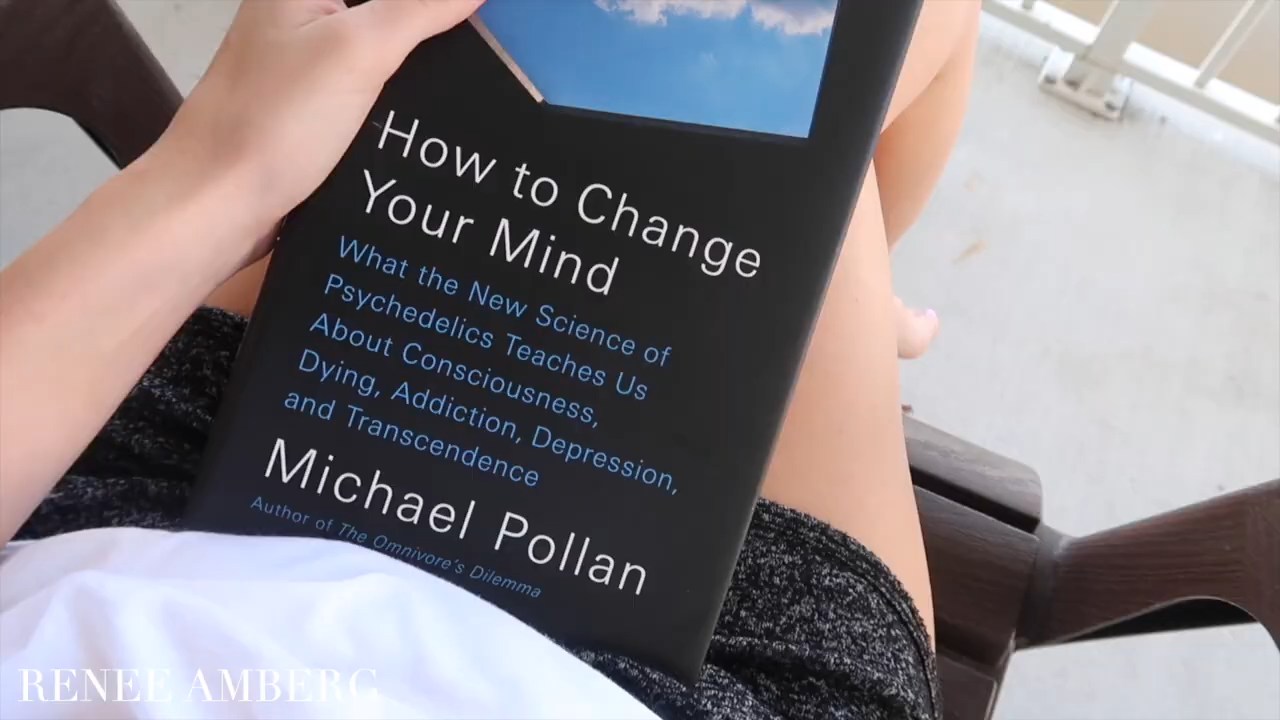 How to Change
Your Mind
What the New Science of
Psychedelics Teaches Us
About Consciousness,
Dying, Addiction, Depression,
and Transcendence
Michael Pollan
Author of The Omnivore's Dilemma
RENEE AMBERG